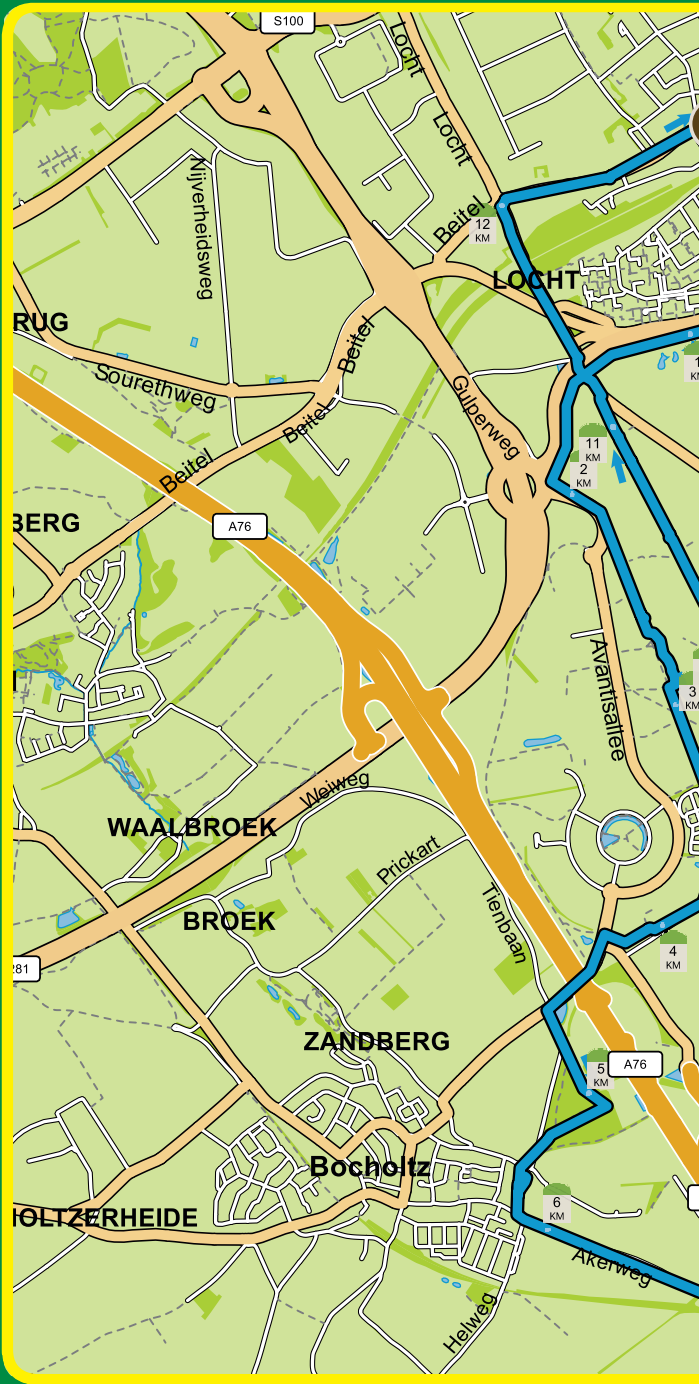 S100
Locht
Locht
Nijverheidsweg
Beitel
12
KM
LOCHT
RUG
Beitel
Sourethweg
Gulperweg
Beitel
11
KM
2
KM
Beitel
A76
BERG
Avantisallee
3
KM
Weiweg
WAALBROEK
Prickart
Tienbaan
BROEK
4
KM
281
ZANDBERG
5
KM
A76
Bocholtz
6
KM
HOLTZERHEIDE
Akerweg
Helweg